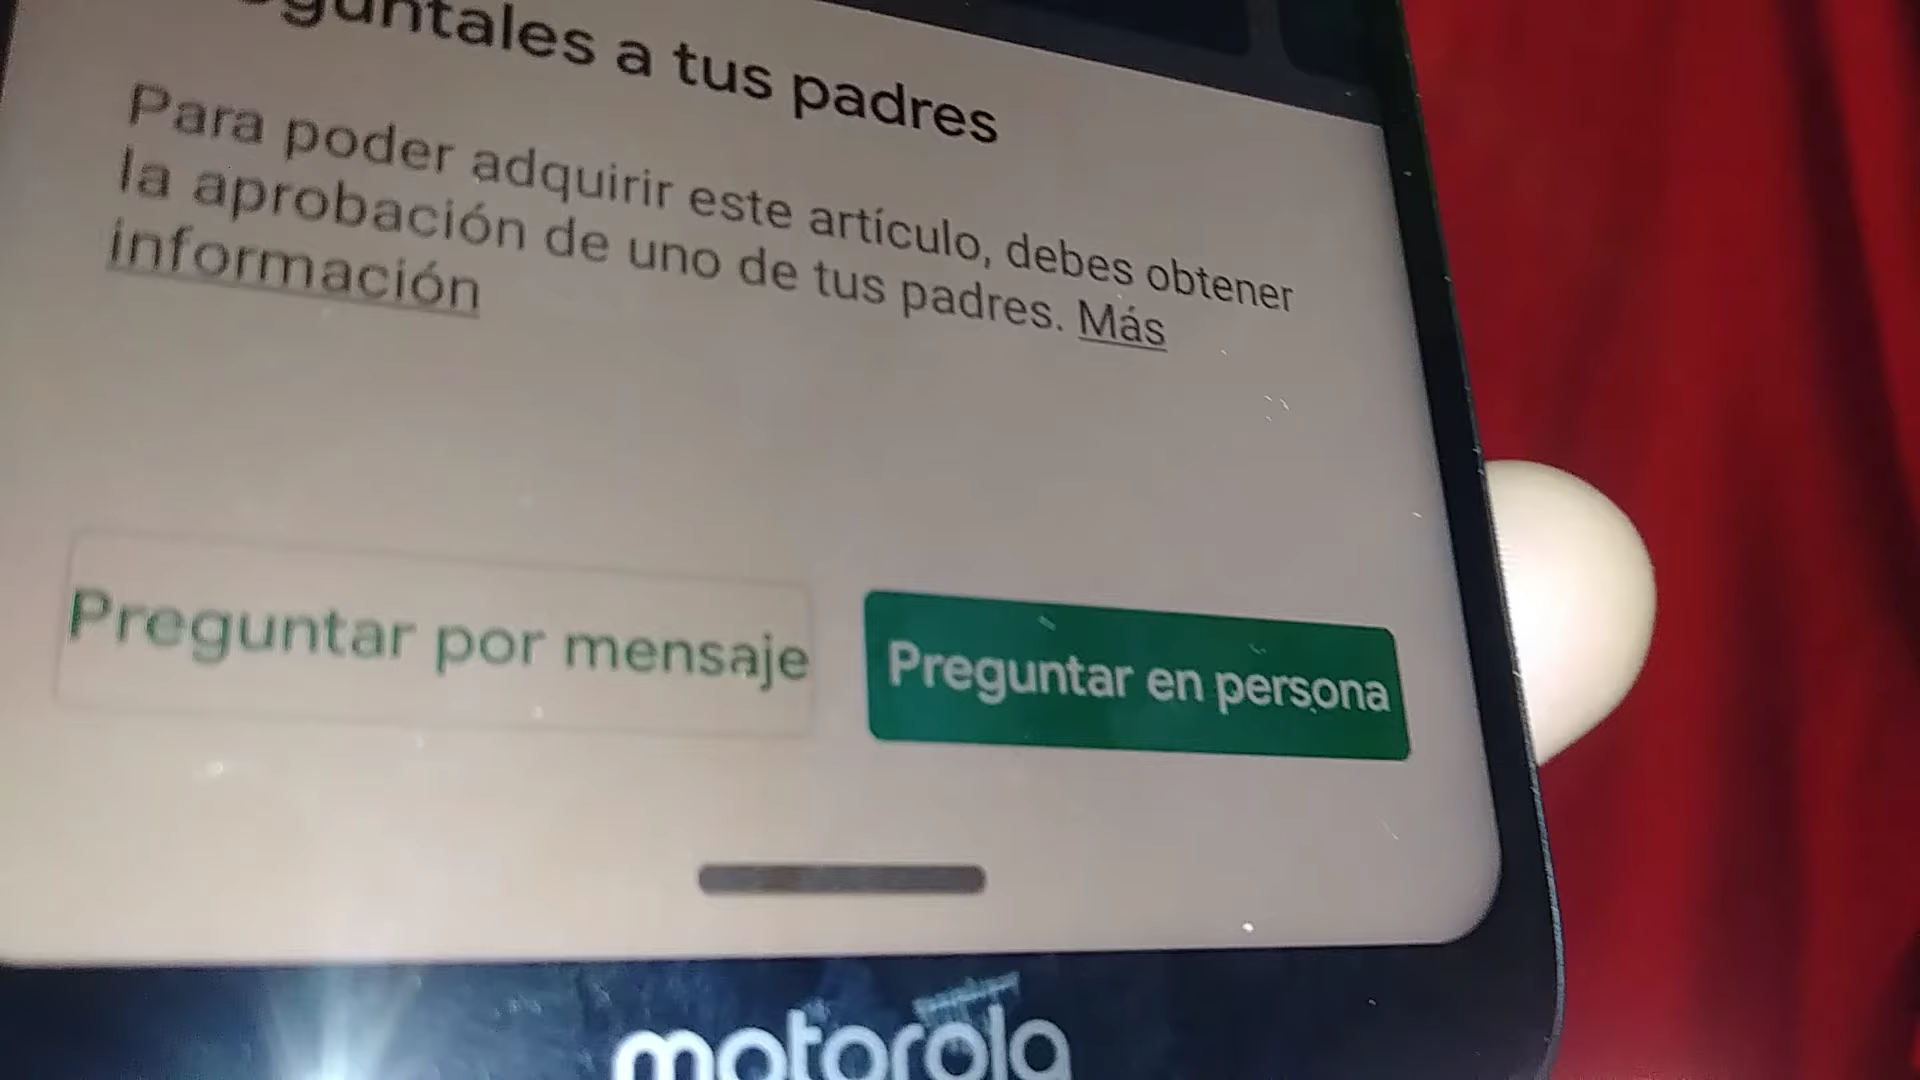 guntales a tus padres
Para poder adquirir este artículo, debes obtener
la aprobación de uno de tus padres. Más
información
Preguntar por mensaje
Preguntar en persona
motorola